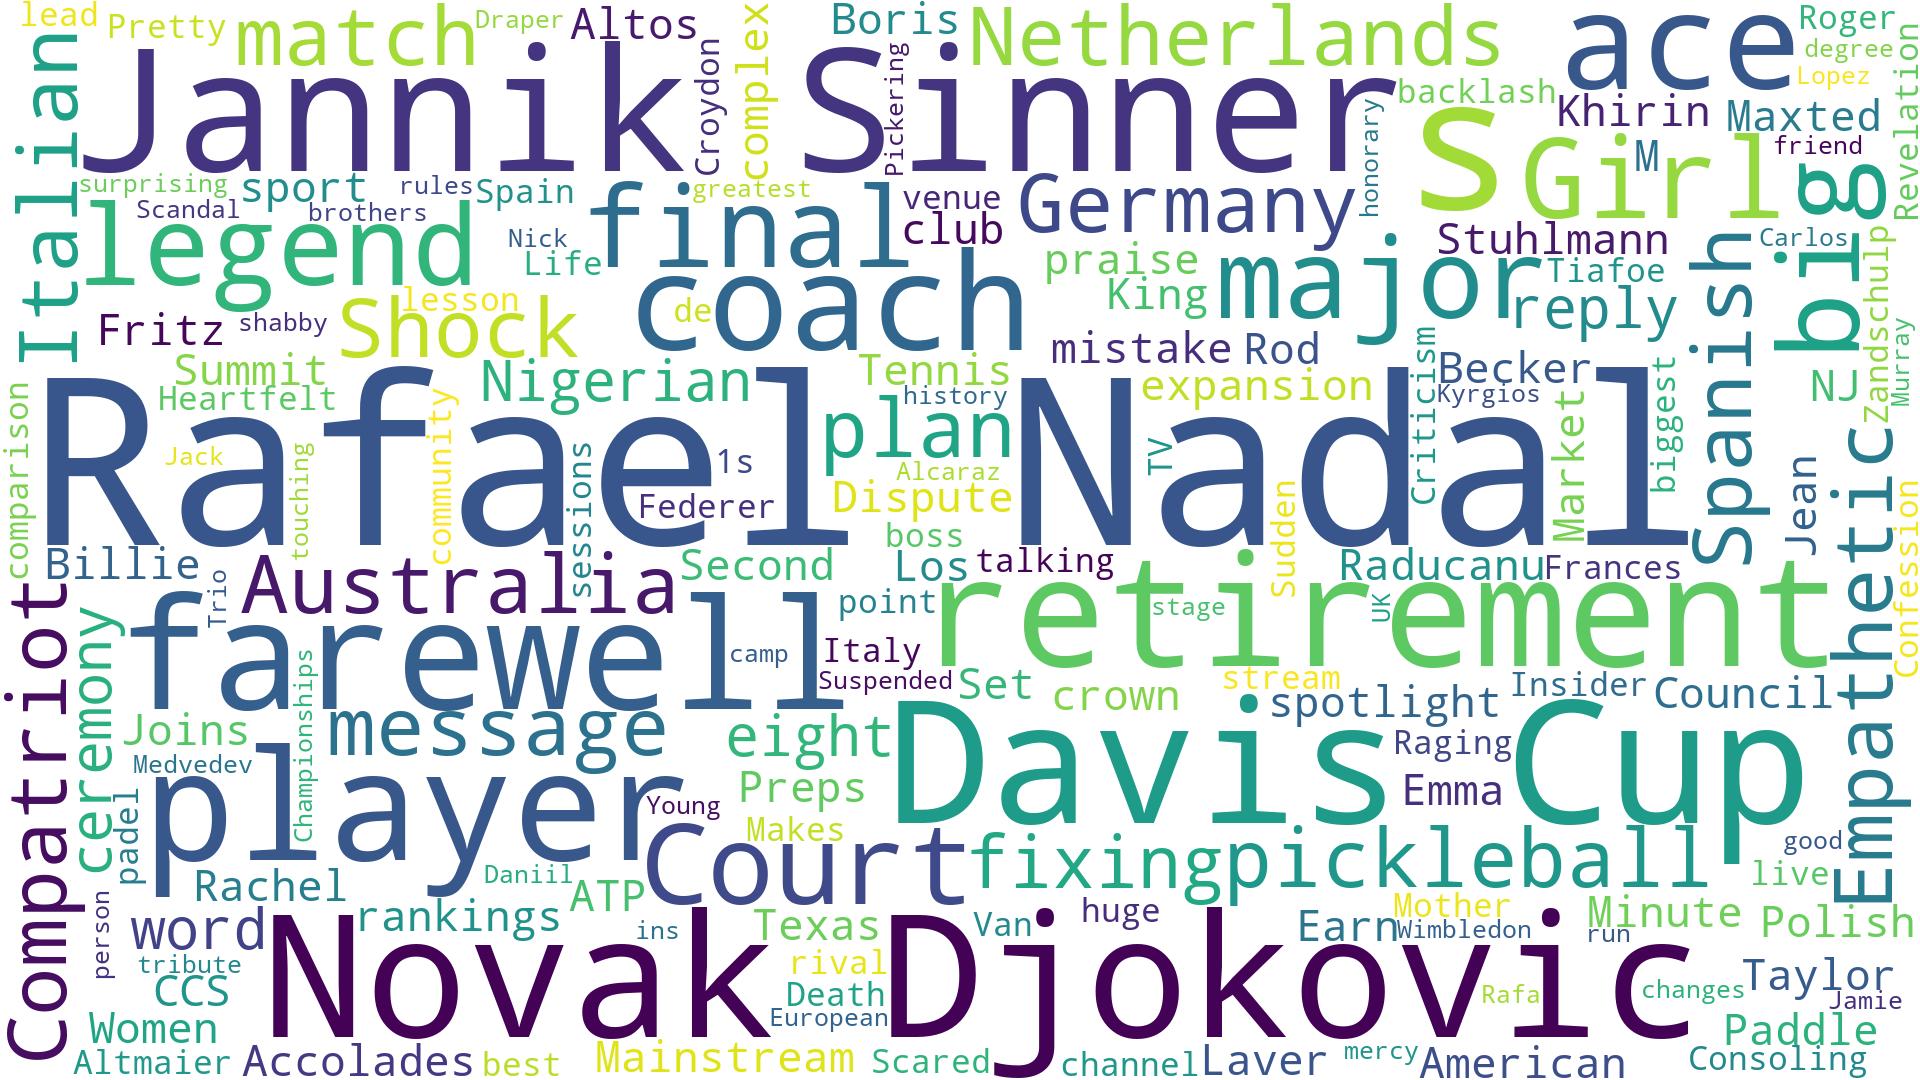 lead
Pretty
match
Draper
Altos
complex
Boris
Netherlands
ace
Roger
degree
Lopez
Italian
Jannik Sinner
Croydon
Pickering
backlash
Khirin
Maxted
Revelation
honorary
S
Girl
M
friend
big
surprising
sport
rules
Spain
greatest
Scandal
brothers
legend
final
venue
club
Germany
Nick
Life
Stuhlmann
Carlos
Spanish
praise
King
major
Tiafoe
reply
Zandschulp
lesson
Shock
coach
de
Fritz
shabby
mistake
Rod
Criticism
Becker
Kyrgios
Murray
Summit
Heartfelt
Nigerian
Tennis
history
expansion
biggest
NJ
comparison
Rafael Nadal
community
plan
Market
TV
Jack
touching
sessions
1s
Federer
Alcaraz
Dispute
Sudden
Jean
Empathetic
Confession
boss
Billie
Trio
Australia
Second
Los
talking
Raducanu
Frances
Compatriot
ceremony
farewell
point
retirement
stage
UK
camp
Italy
Suspended
Set
crown
stream
spotlight
Insider
Council
Joins
Championships
message
eight
Davis Cup
Raging
Medvedev
player
Young
Preps
Emma
padel
Makes
Court
fixing
pickleball
good
live
Rachel
Daniil
ATP
person
word
rankings
ins
Texas
Van
huge
Earn
Mother
Wimbledon
Minute
run
Polish
Novak Djokovic
tribute
CCS
rival
Death
European
Rafa
changes
Taylor
Jamie
Women
Paddle
Altmaier
Accolades
best
Mainstream
Scared
channel
Laver
mercy
American
Consoling